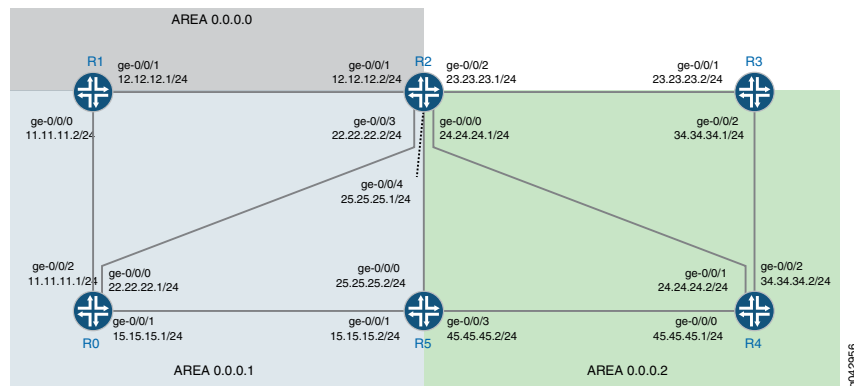 AREA 0.0.0.0
R1
ge-0/0/1
12.12.12.1/24
ge-0/0/1
12.12.12.2/24
R2
ge-0/0/2
23.23.23.1/24
ge-0/0/1
23.23.23.2/24
R3
ge-0/0/0
11.11.11.2/24
ge-0/0/3
22.22.22.2/24
ge-0/0/0
24.24.24.1/24
ge-0/0/2
34.34.34.1/24
ge-0/0/4
25.25.25.1/24
ge-0/0/2
11.11.11.1/24
ge-0/0/0
22.22.22.1/24
ge-0/0/0
25.25.25.2/24
ge-0/0/1
24.24.24.2/24
ge-0/0/2
34.34.34.2/24
R0
ge-0/0/1
15.15.15.1/24
ge-0/0/1
15.15.15.2/24
R5
ge-0/0/3
45.45.45.2/24
ge-0/0/0
45.45.45.1/24
R4
AREA 0.0.0.1
AREA 0.0.0.2